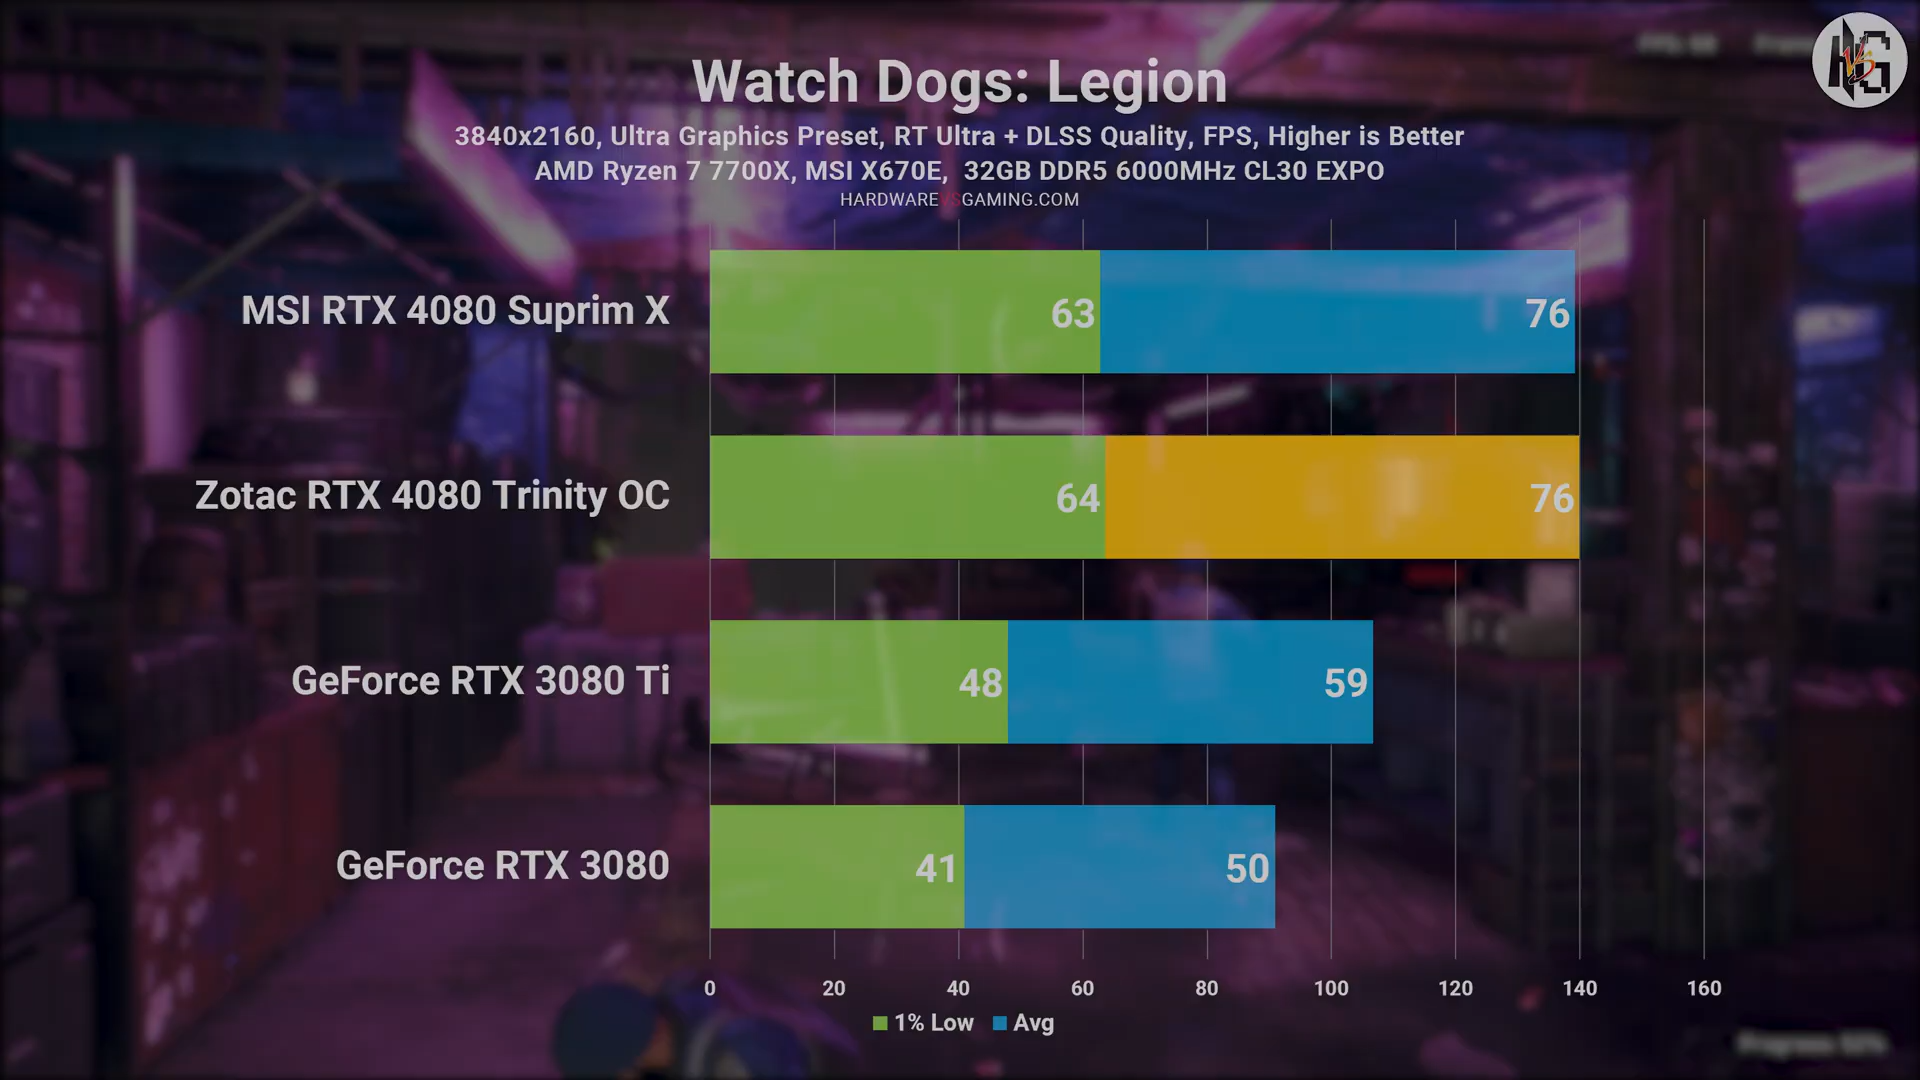 Watch Dogs: Legion
3840x2160, Ultra Graphics Preset, RT Ultra + DLSS Quality, FPS, Higher is Better
AMD Ryzen 7 7700X, MSI X670E, 32GB DDR5 6000MHz CL30 EXPO
HARDWAREVSGAMING.COM
MSI RTX 4080 Suprim X 63 76
Zotac RTX 4080 Trinity OC 64 76
GeForce RTX 3080 Ti 48 59
GeForce RTX 3080 41 50
0 20 40 60 80 100 120 140 160
1% Low Avg